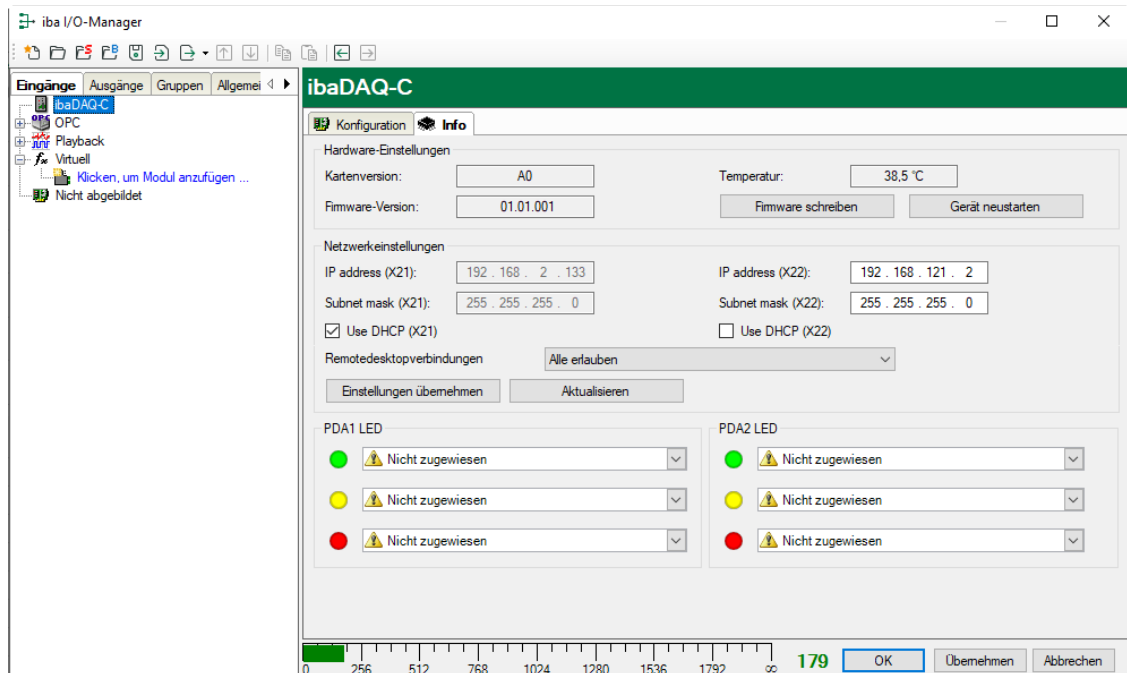 iba I/O-Manager
Eingänge Ausgänge Gruppen Allgemei
ibaDAQ-C
OPC
Playback
Virtuell
Klicken, um Modul anzufügen ...
Nicht abgebildet
ibaDAQ-C
Konfiguration Info
Hardware-Einstellungen
Kartenversion: A0 Temperatur: 38,5 °C
Firmware-Version: 01.01.001 Firmware schreiben Gerät neustarten
Netzwerkeinstellungen
IP address (X21): 192 . 168 . 2 . 133 IP address (X22): 192 . 168 . 121 . 2
Subnet mask (X21): 255 . 255 . 255 . 0 Subnet mask (X22): 255 . 255 . 255 . 0
Use DHCP (X21) Use DHCP (X22)
Remotedesktopverbindungen Alle erlauben
Einstellungen übernehmen Aktualisieren
PDA1 LED PDA2 LED
Nicht zugewiesen Nicht zugewiesen
Nicht zugewiesen Nicht zugewiesen
Nicht zugewiesen Nicht zugewiesen
0 256 512 768 1024 1280 1536 1792 ∞ 179 OK Übernehmen Abbrechen